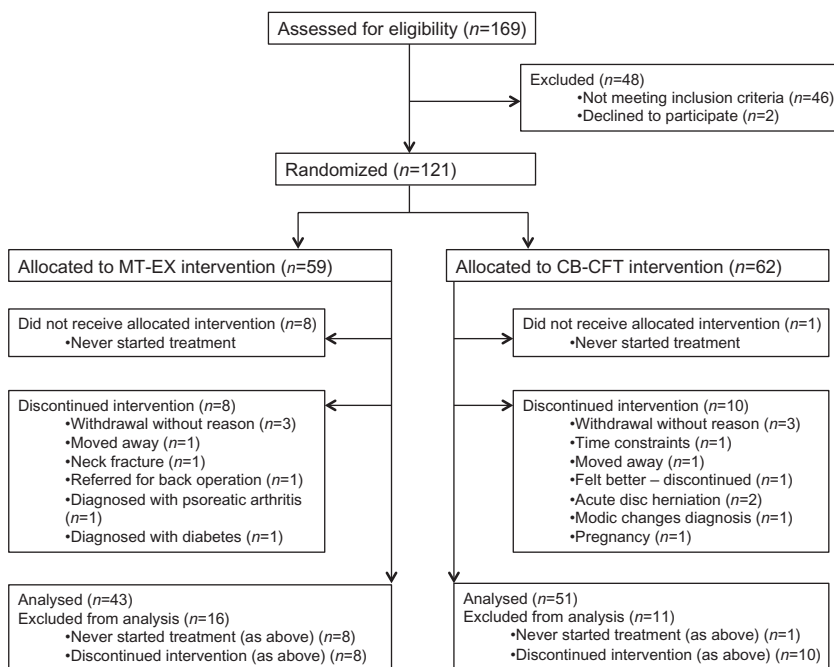 Assessed for eligibility (n=169)
Excluded (n=48)
•Not meeting inclusion criteria (n=46)
•Declined to participate (n=2)
Randomized (n=121)
Allocated to MT-EX intervention (n=59)
Allocated to CB-CFT intervention (n=62)
Did not receive allocated intervention (n=8)
•Never started treatment
Did not receive allocated intervention (n=1)
•Never started treatment
Discontinued intervention (n=8)
•Withdrawal without reason (n=3)
•Moved away (n=1)
•Neck fracture (n=1)
•Referred for back operation (n=1)
•Diagnosed with psoreatic arthritis
(n=1)
•Diagnosed with diabetes (n=1)
Discontinued intervention (n=10)
•Withdrawal without reason (n=3)
•Time constraints (n=1)
•Moved away (n=1)
•Felt better – discontinued (n=1)
•Acute disc herniation (n=2)
•Modic changes diagnosis (n=1)
•Pregnancy (n=1)
Analysed (n=43)
Excluded from analysis (n=16)
•Never started treatment (as above) (n=8)
•Discontinued intervention (as above) (n=8)
Analysed (n=51)
Excluded from analysis (n=11)
•Never started treatment (as above) (n=1)
•Discontinued intervention (as above) (n=10)